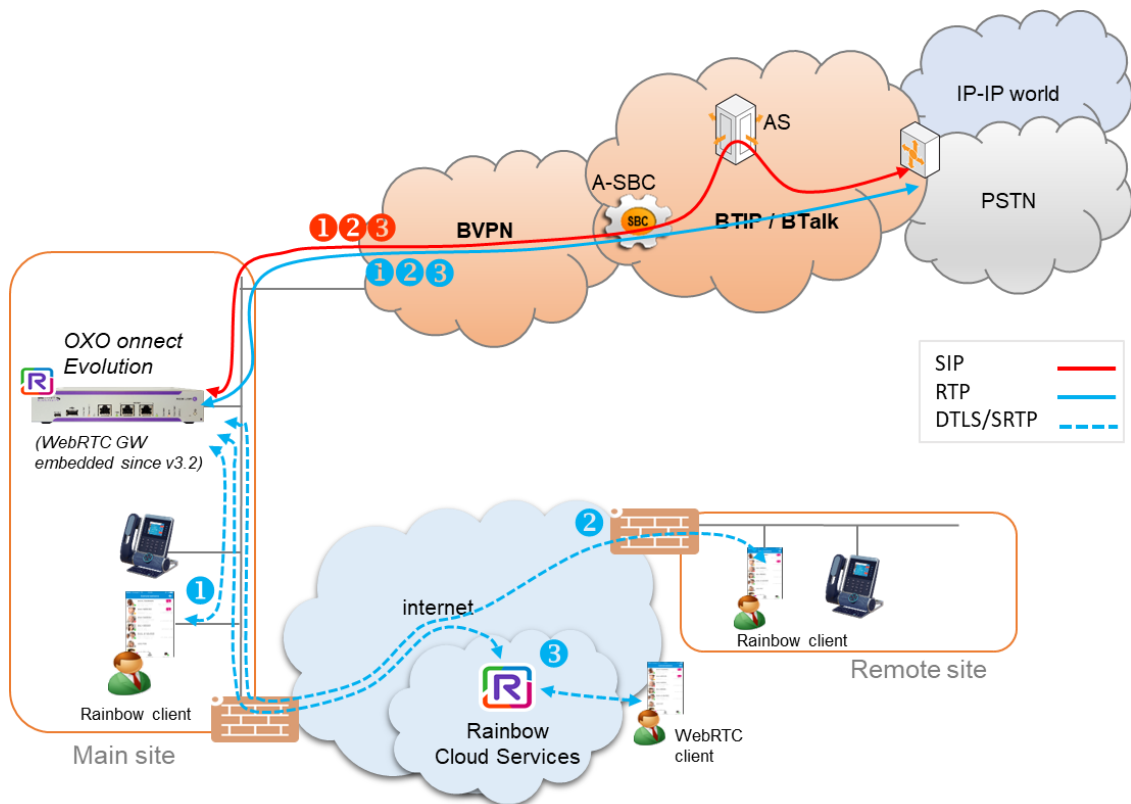 IP-IP world
AS
A-SBC
SBC
PSTN
BVPN
BTIP / BTalk
1 2 3
1 2 3
OXO onnect
Evolution
R
(WebRTC GW
embedded since v3.2)
SIP
RTP
DTLS/SRTP
2
1
internet
Rainbow client
3
R
Remote site
Rainbow client
Rainbow
Cloud Services
WebRTC
client
Main site